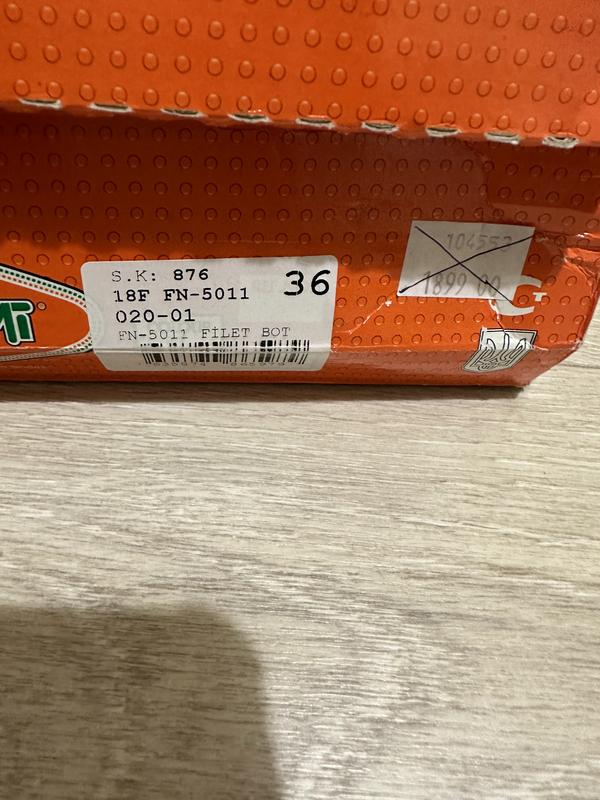 S.K: 876
36
18F FN-5011
020-01
FN-5011 FİLET BOT
1899 00